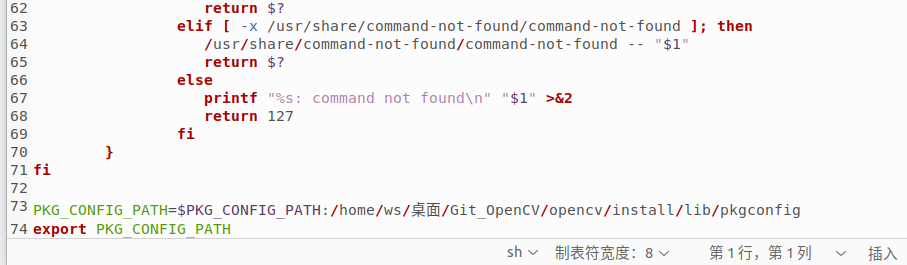 62                    return $?
63                 elif [ -x /usr/share/command-not-found/command-not-found ]; then
64                    /usr/share/command-not-found/command-not-found -- "$1"
65                    return $?
66                 else
67                    printf "%s: command not found\n" "$1" >&2
68                    return 127
69                 fi
70         }
71 fi
72
73 PKG_CONFIG_PATH=$PKG_CONFIG_PATH:/home/ws/桌面/Git_OpenCV/opencv/install/lib/pkgconfig
74 export PKG_CONFIG_PATH
sh 制表符宽度：8 第 1 行，第 1 列 插入